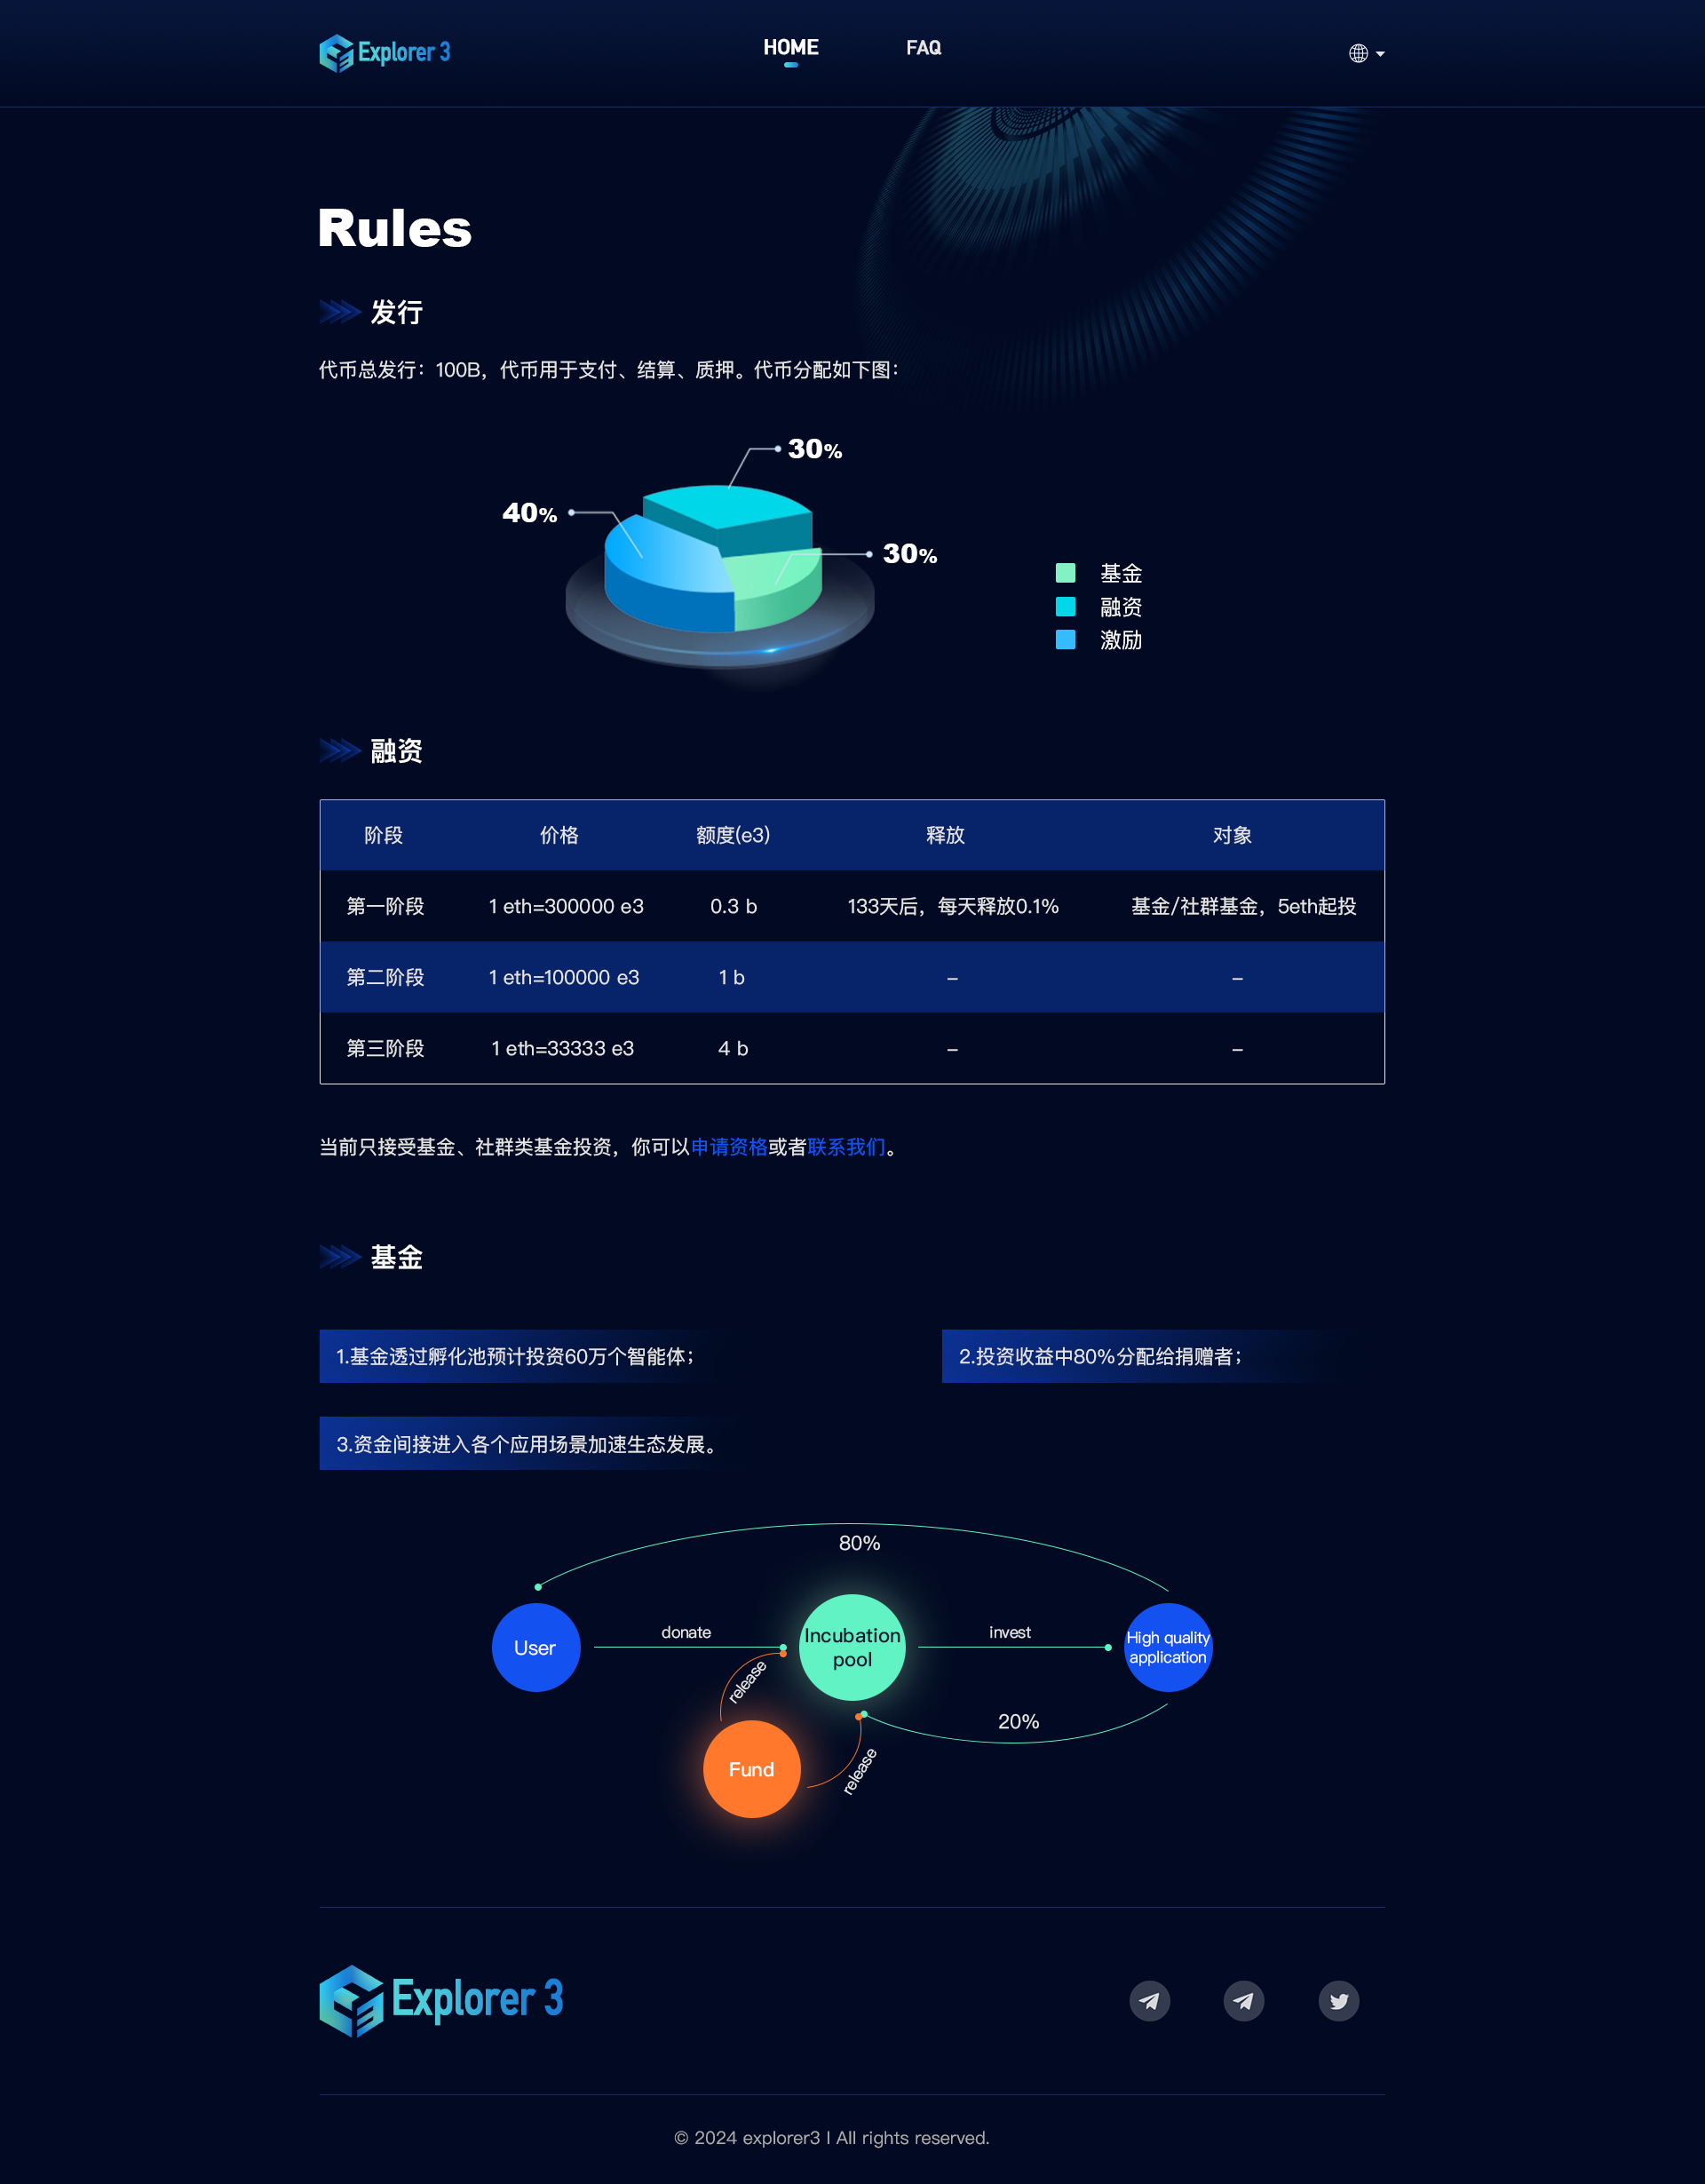 Explorer 3
HOME
FAQ
Rules
发行
代币总发行：100B，代币用于支付、结算、质押。代币分配如下图：
30%
40%
30%
基金
融资
激励
融资
阶段 价格 额度(e3) 释放 对象
第一阶段 1 eth=300000 e3 0.3 b 133天后，每天释放0.1% 基金/社群基金，5eth起投
第二阶段 1 eth=100000 e3 1 b – –
第三阶段 1 eth=33333 e3 4 b – –
当前只接受基金、社群类基金投资，你可以申请资格或者联系我们。
基金
1.基金透过孵化池预计投资60万个智能体；
2.投资收益中80%分配给捐赠者；
3.资金间接进入各个应用场景加速生态发展。
80%
User
donate
Incubation
pool
invest
High quality
application
release
20%
Fund
release
Explorer 3
© 2024 explorer3 I All rights reserved.